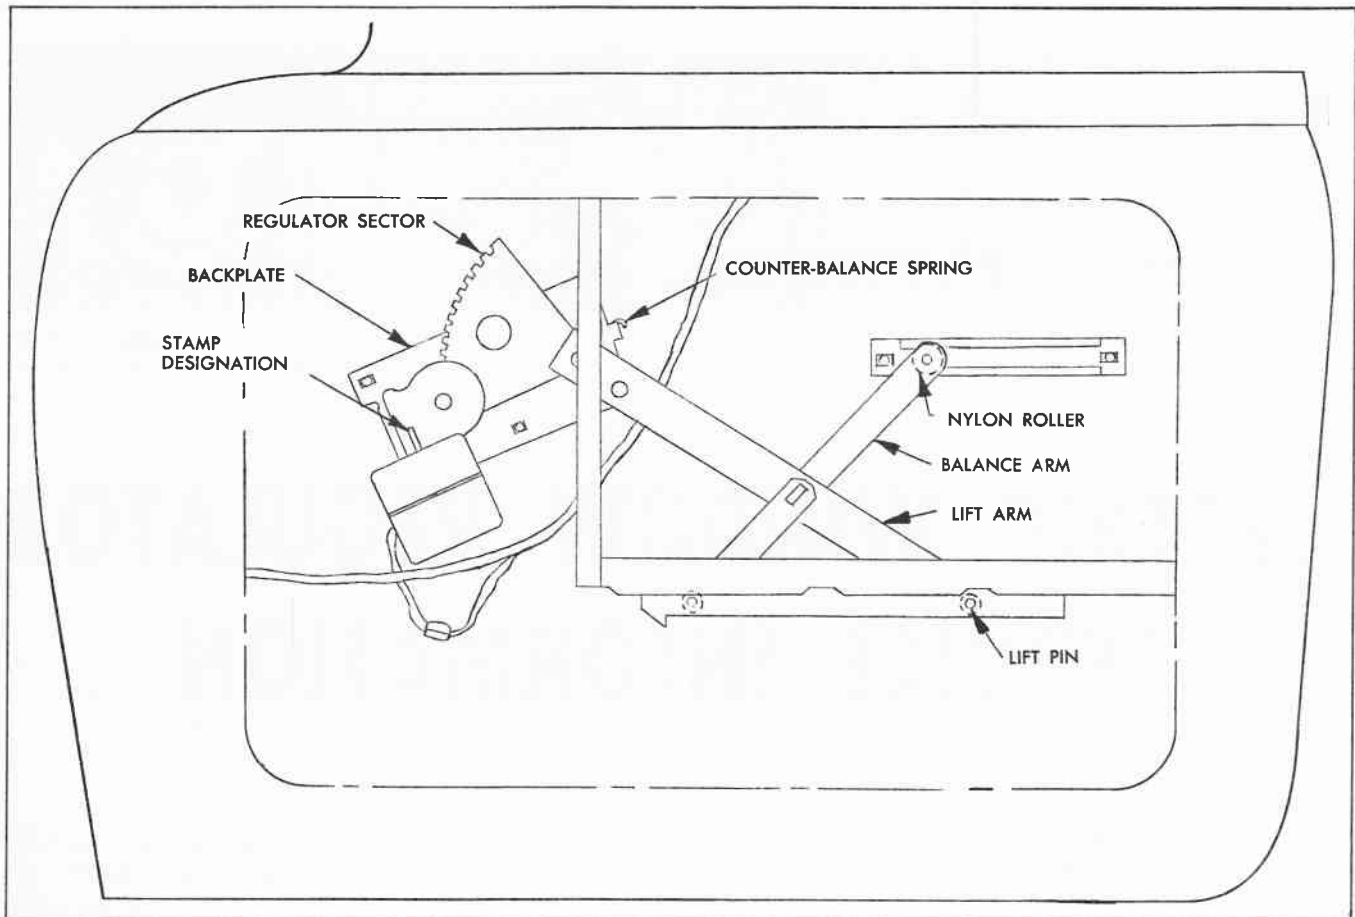 REGULATOR SECTOR
BACKPLATE
COUNTER-BALANCE SPRING
STAMP
DESIGNATION
NYLON ROLLER
BALANCE ARM
LIFT ARM
LIFT PIN